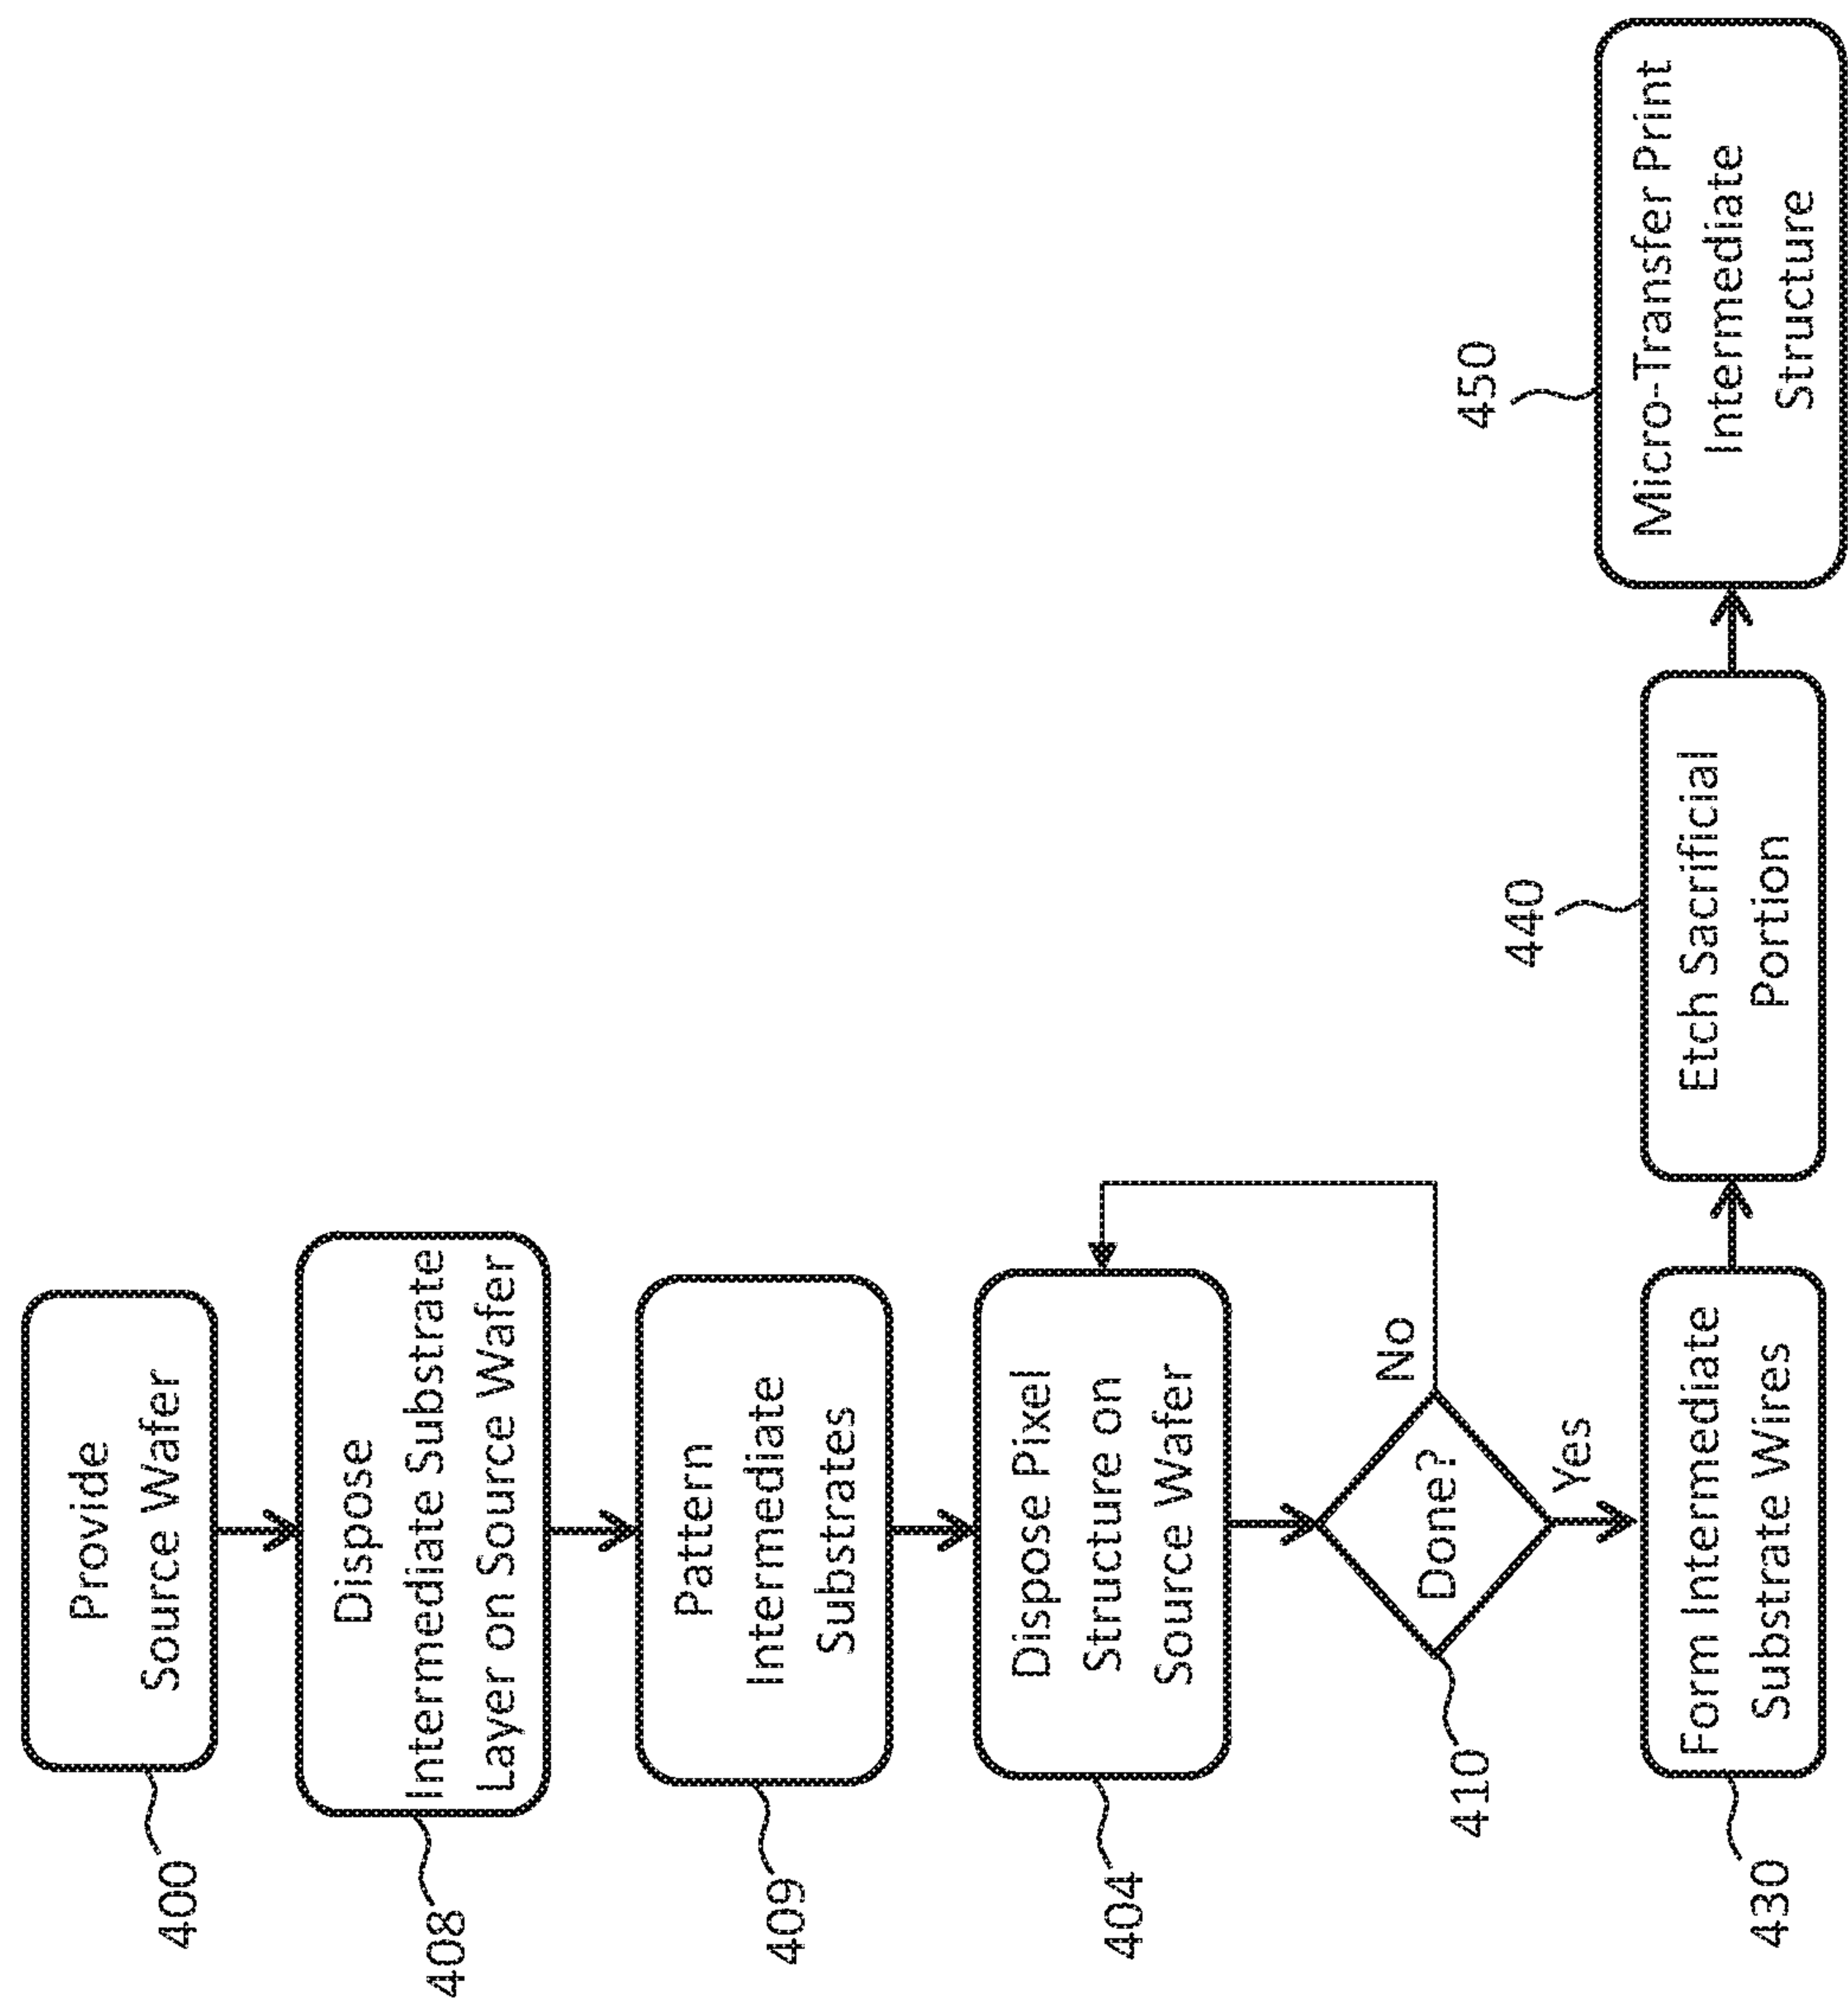 400
Provide
Source Wafer
408
Dispose
Intermediate Substrate
Layer on Source Wafer
409
Pattern
Intermediate
Substrates
404
Dispose Pixel
Structure on
Source Wafer
410
Done?
No
Yes
430
Form Intermediate
Substrate Wires
440
Etch Sacrificial
Portion
450
Micro-Transfer Print
Intermediate
Structure